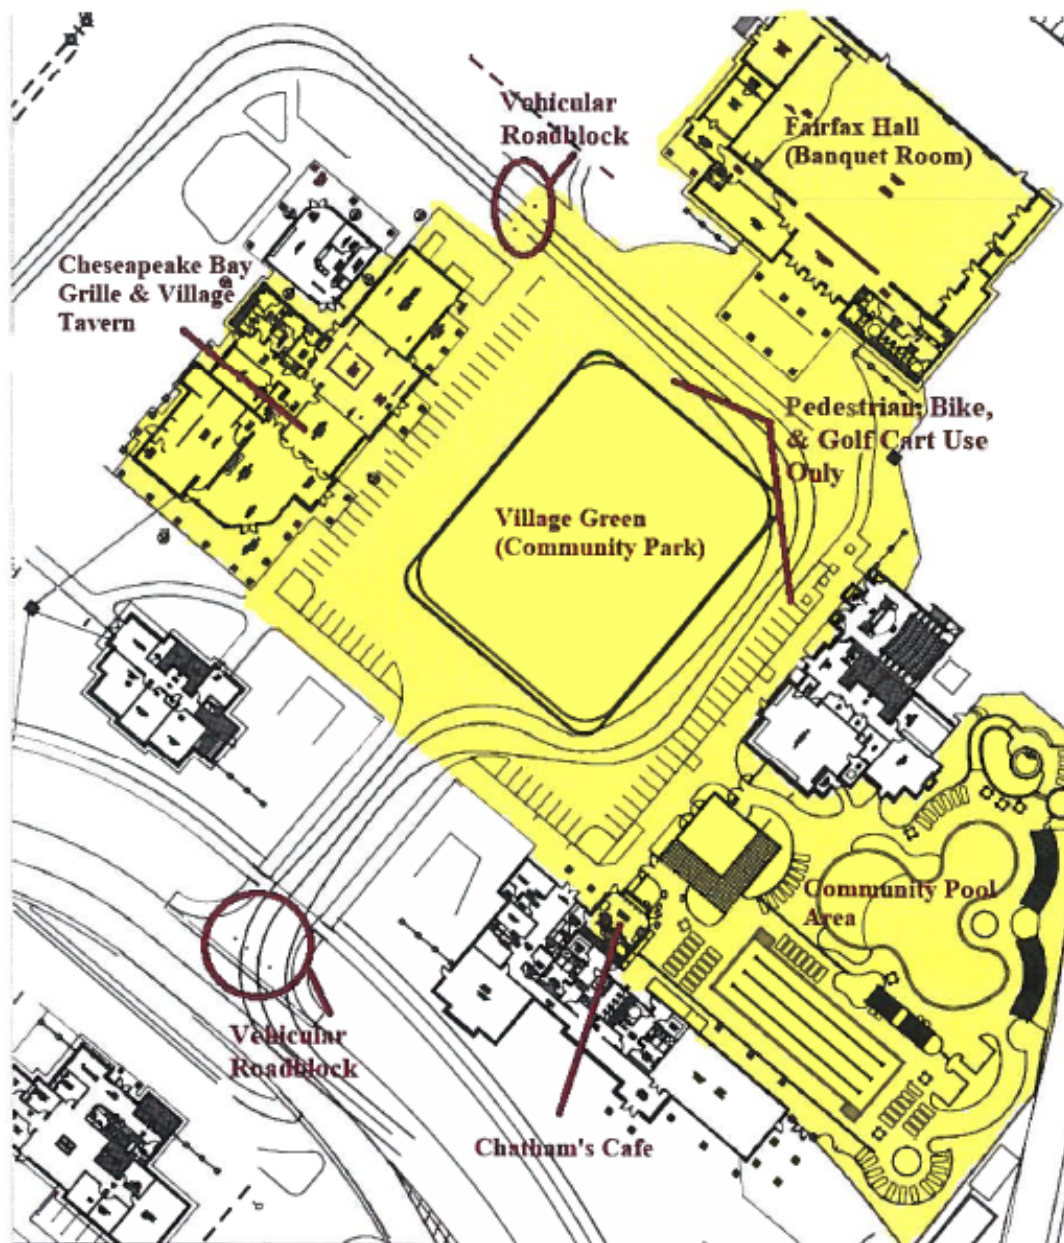 Vehicular
Roadblock
Fairfax Hall
(Banquet Room)
Cheseapeake Bay
Grille & Village
Tavern
Pedestrian, Bike,
& Golf Cart Use
Only
Village Green
(Community Park)
Community Pool
Area
Vehicular
Roadblock
Chatham's Cafe